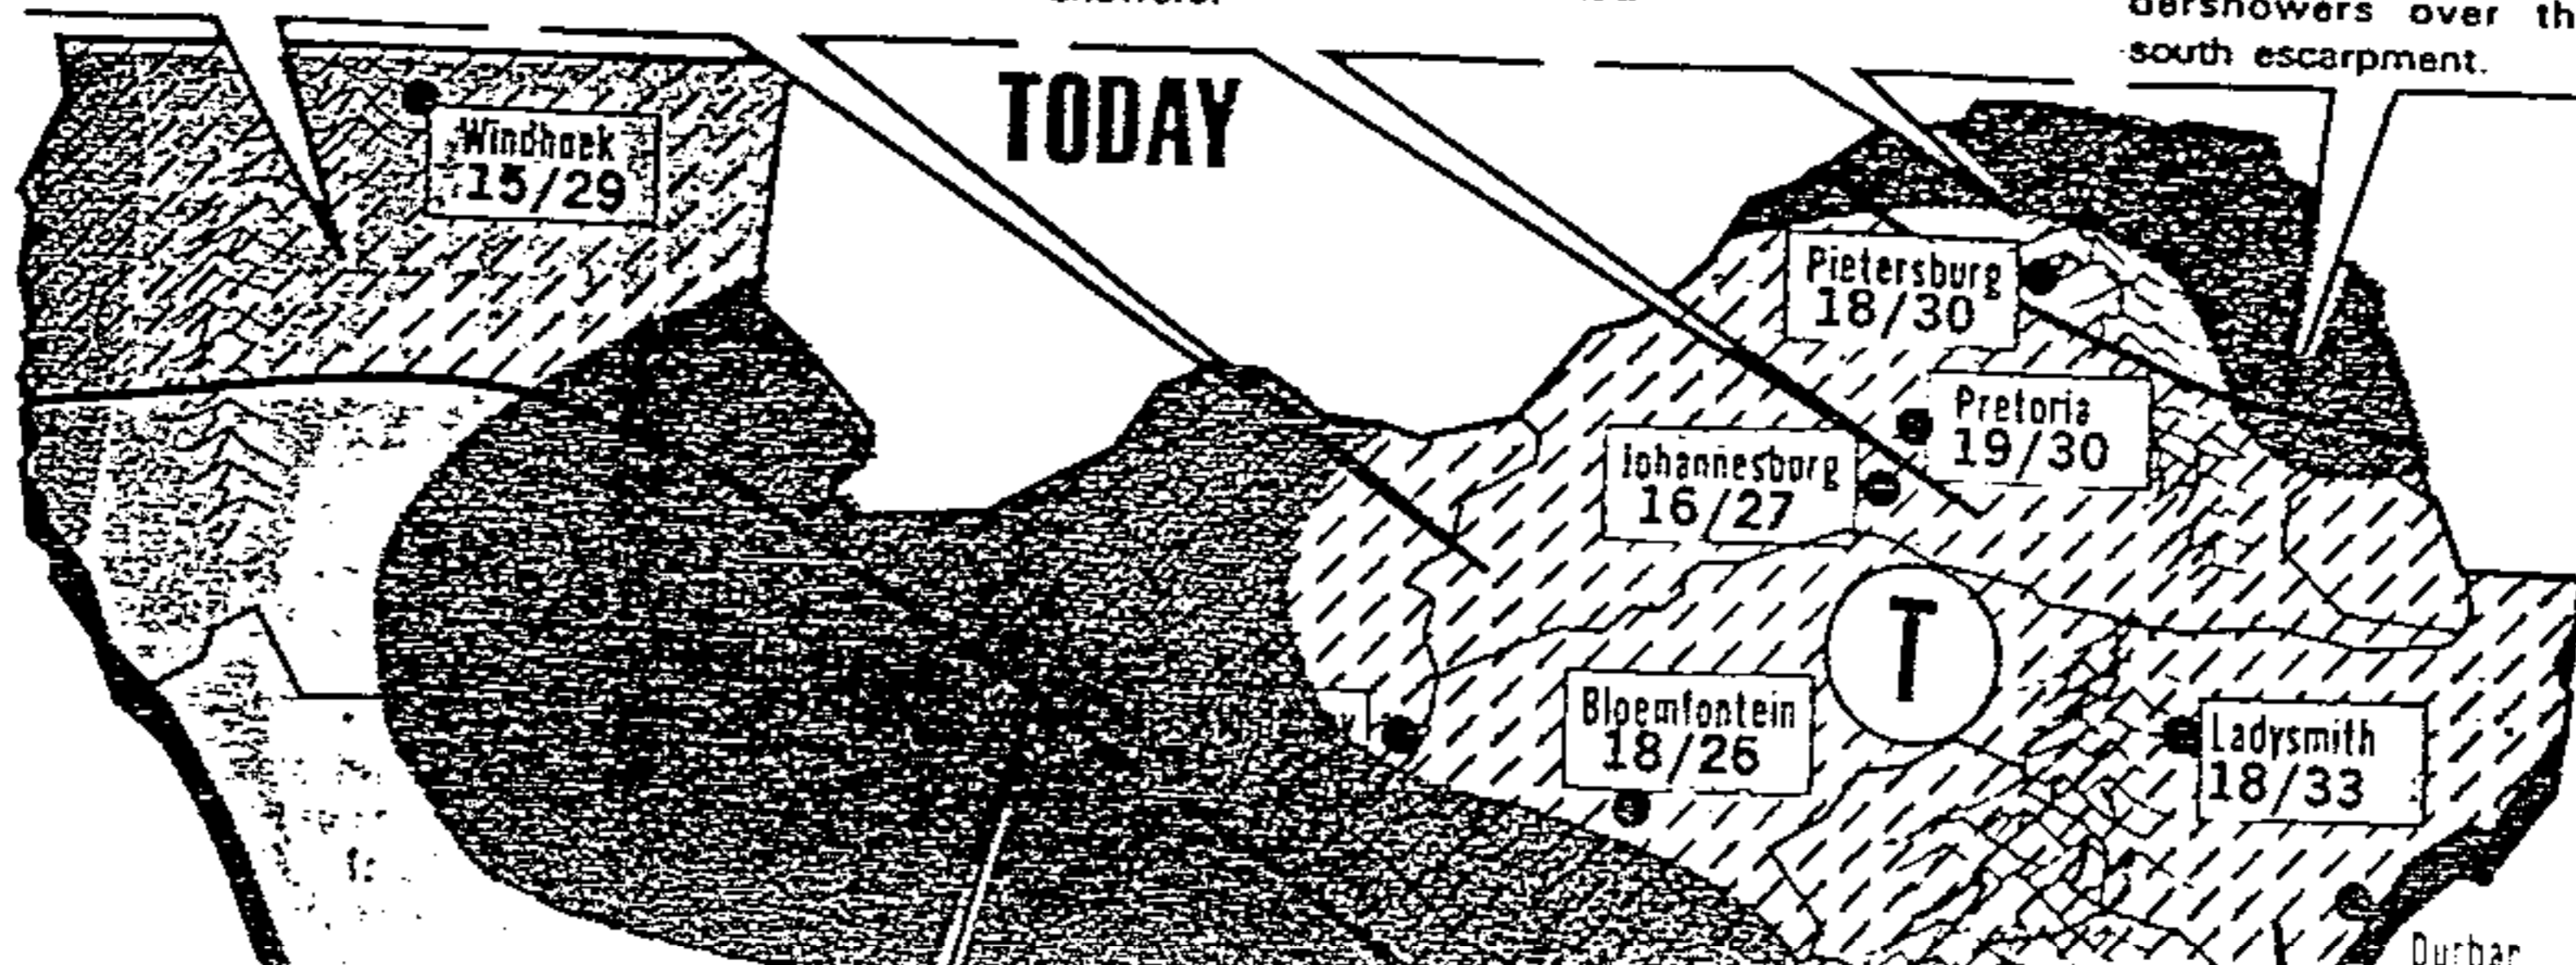 dershowers over th
south escarpment.
TODAY
Windhoek
15/29
Pietersburg
18/30
Pretoria
19/30
Johannesburg
16/27
T
Bloemfontein
18/26
Ladysmith
18/33
Durban